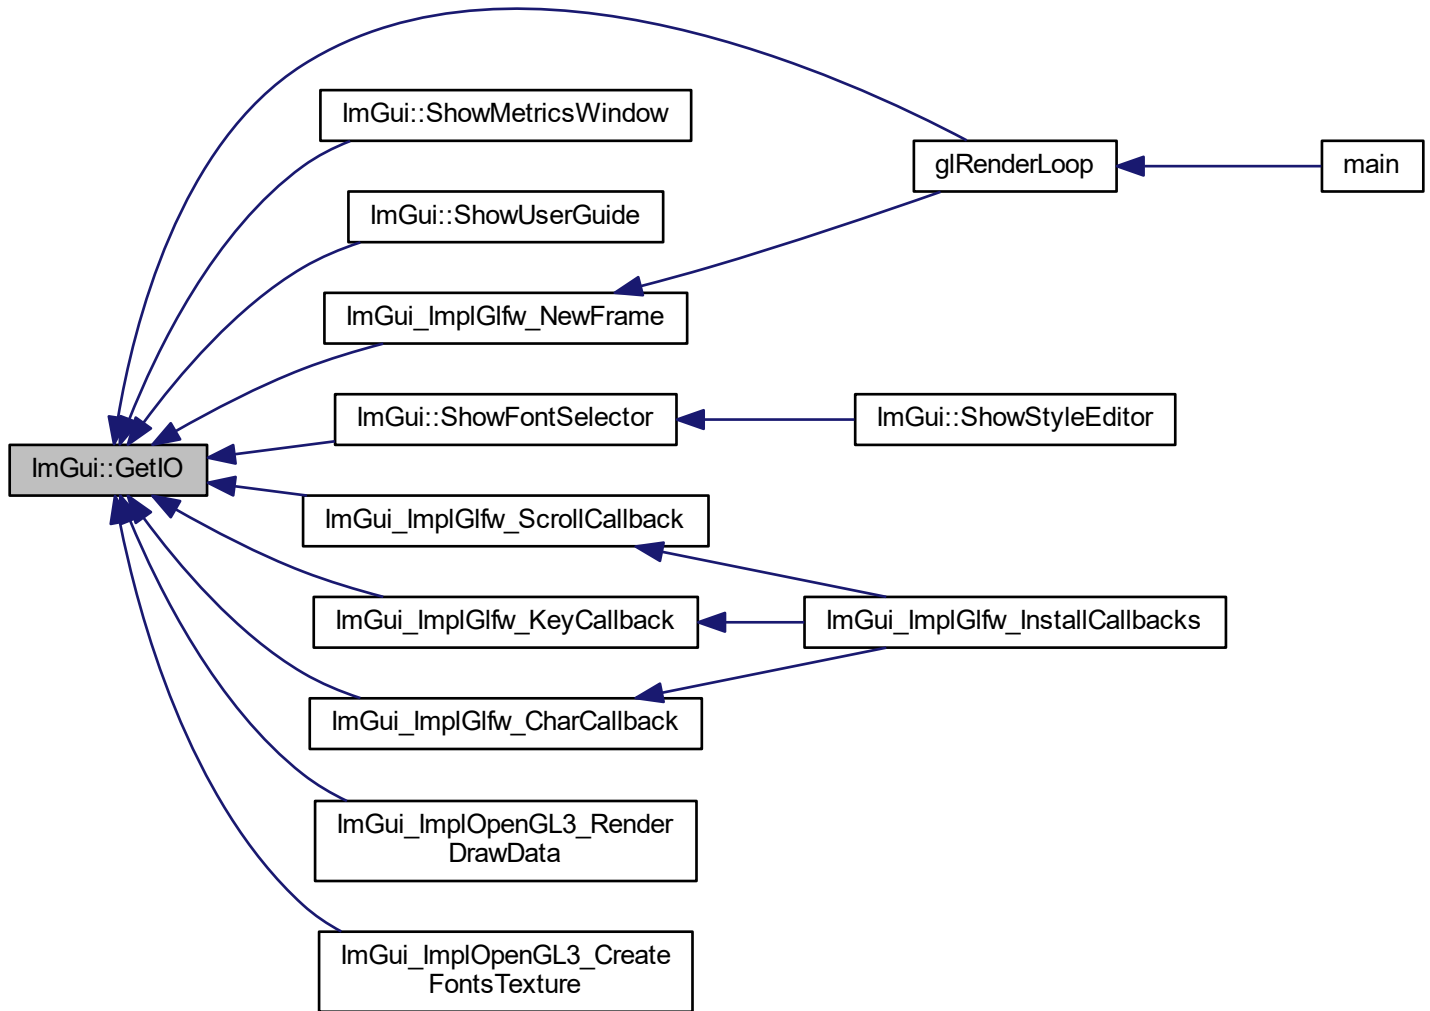 ImGui::ShowMetricsWindow
glRenderLoop
main
ImGui::ShowUserGuide
ImGui_ImplGlfw_NewFrame
ImGui::ShowFontSelector
ImGui::ShowStyleEditor
ImGui::GetIO
ImGui_ImplGlfw_ScrollCallback
ImGui_ImplGlfw_KeyCallback
ImGui_ImplGlfw_InstallCallbacks
ImGui_ImplGlfw_CharCallback
ImGui_ImplOpenGL3_Render
DrawData
ImGui_ImplOpenGL3_Create
FontsTexture